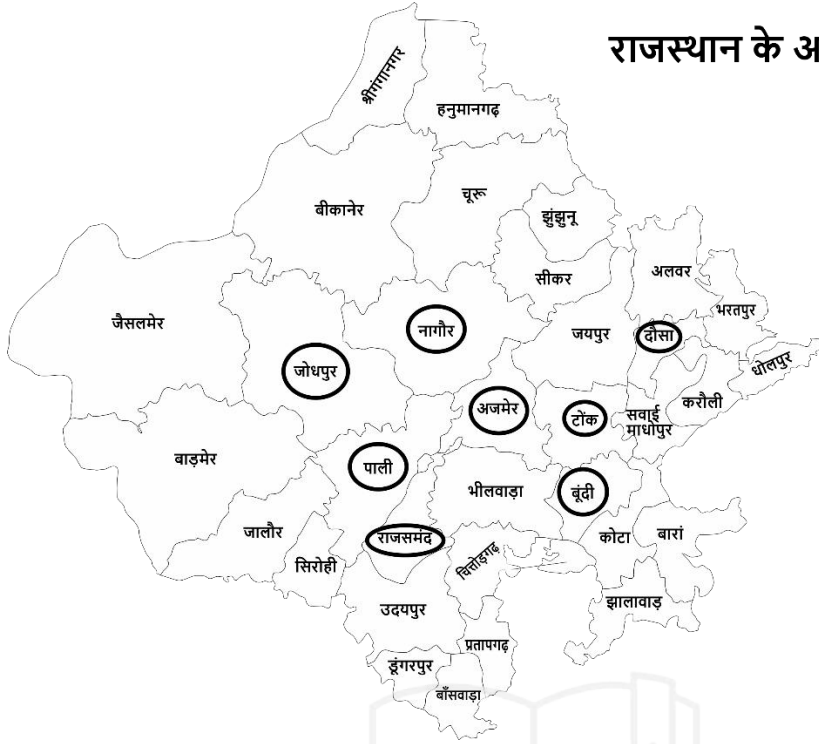 राजस्थान के अ
श्रीगंगानगर
हनुमानगढ़
बीकानेर
चूरू
झुंझुनू
सीकर
अलवर
भरतपुर
जैसलमेर
नागौर
जयपुर
दौसा
धोलपुर
जोधपुर
अजमेर
टोंक
सवाई
माधोपुर
करौली
बाड़मेर
पाली
भीलवाड़ा
बूंदी
जालौर
सिरोही
राजसमंद
चित्तोड़गढ़
कोटा
बारां
उदयपुर
झालावाड़
प्रतापगढ़
डूंगरपुर
बाँसवाड़ा